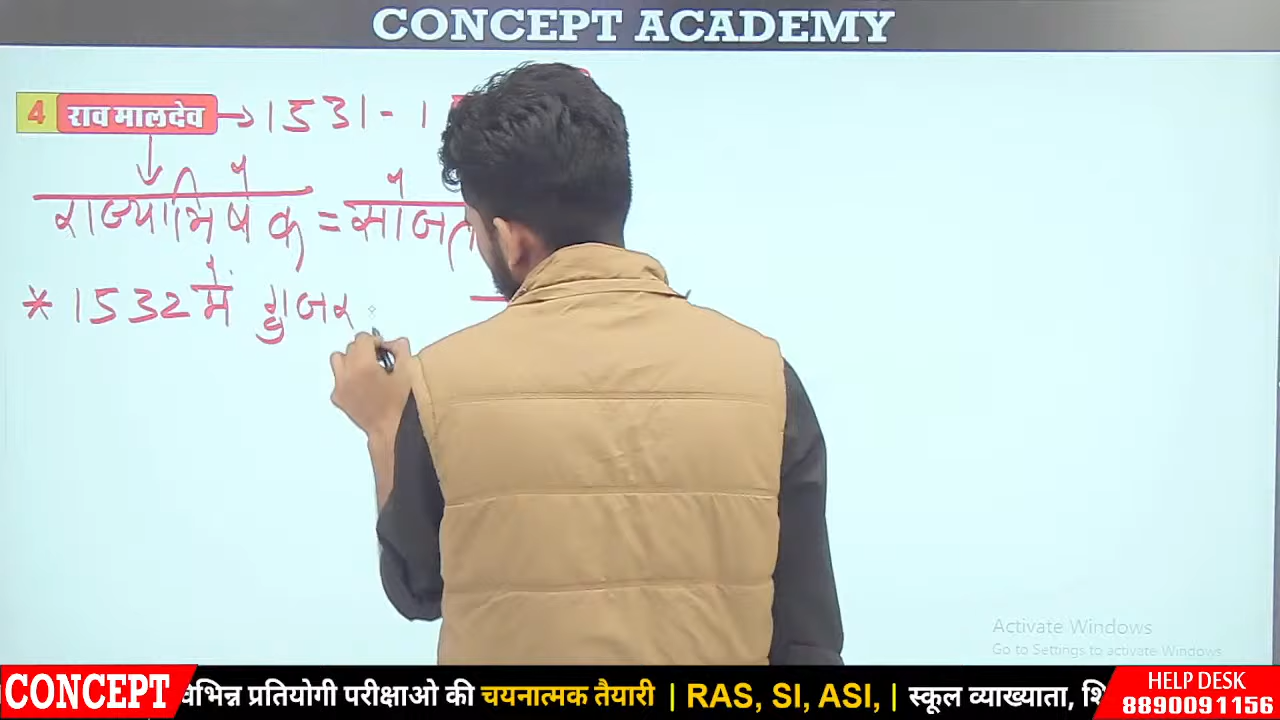 CONCEPT ACADEMY
4 राव मालदेव → 1531 - 1
राज्याभिषेक = सोजत
* 1532 में गुजर
Activate Windows
Go to Settings to activate Windows.
CONCEPT विभिन्न प्रतियोगी परीक्षाओ की चयनात्मक तैयारी | RAS, SI, ASI, | स्कूल व्याख्याता, शि HELP DESK
8890091156